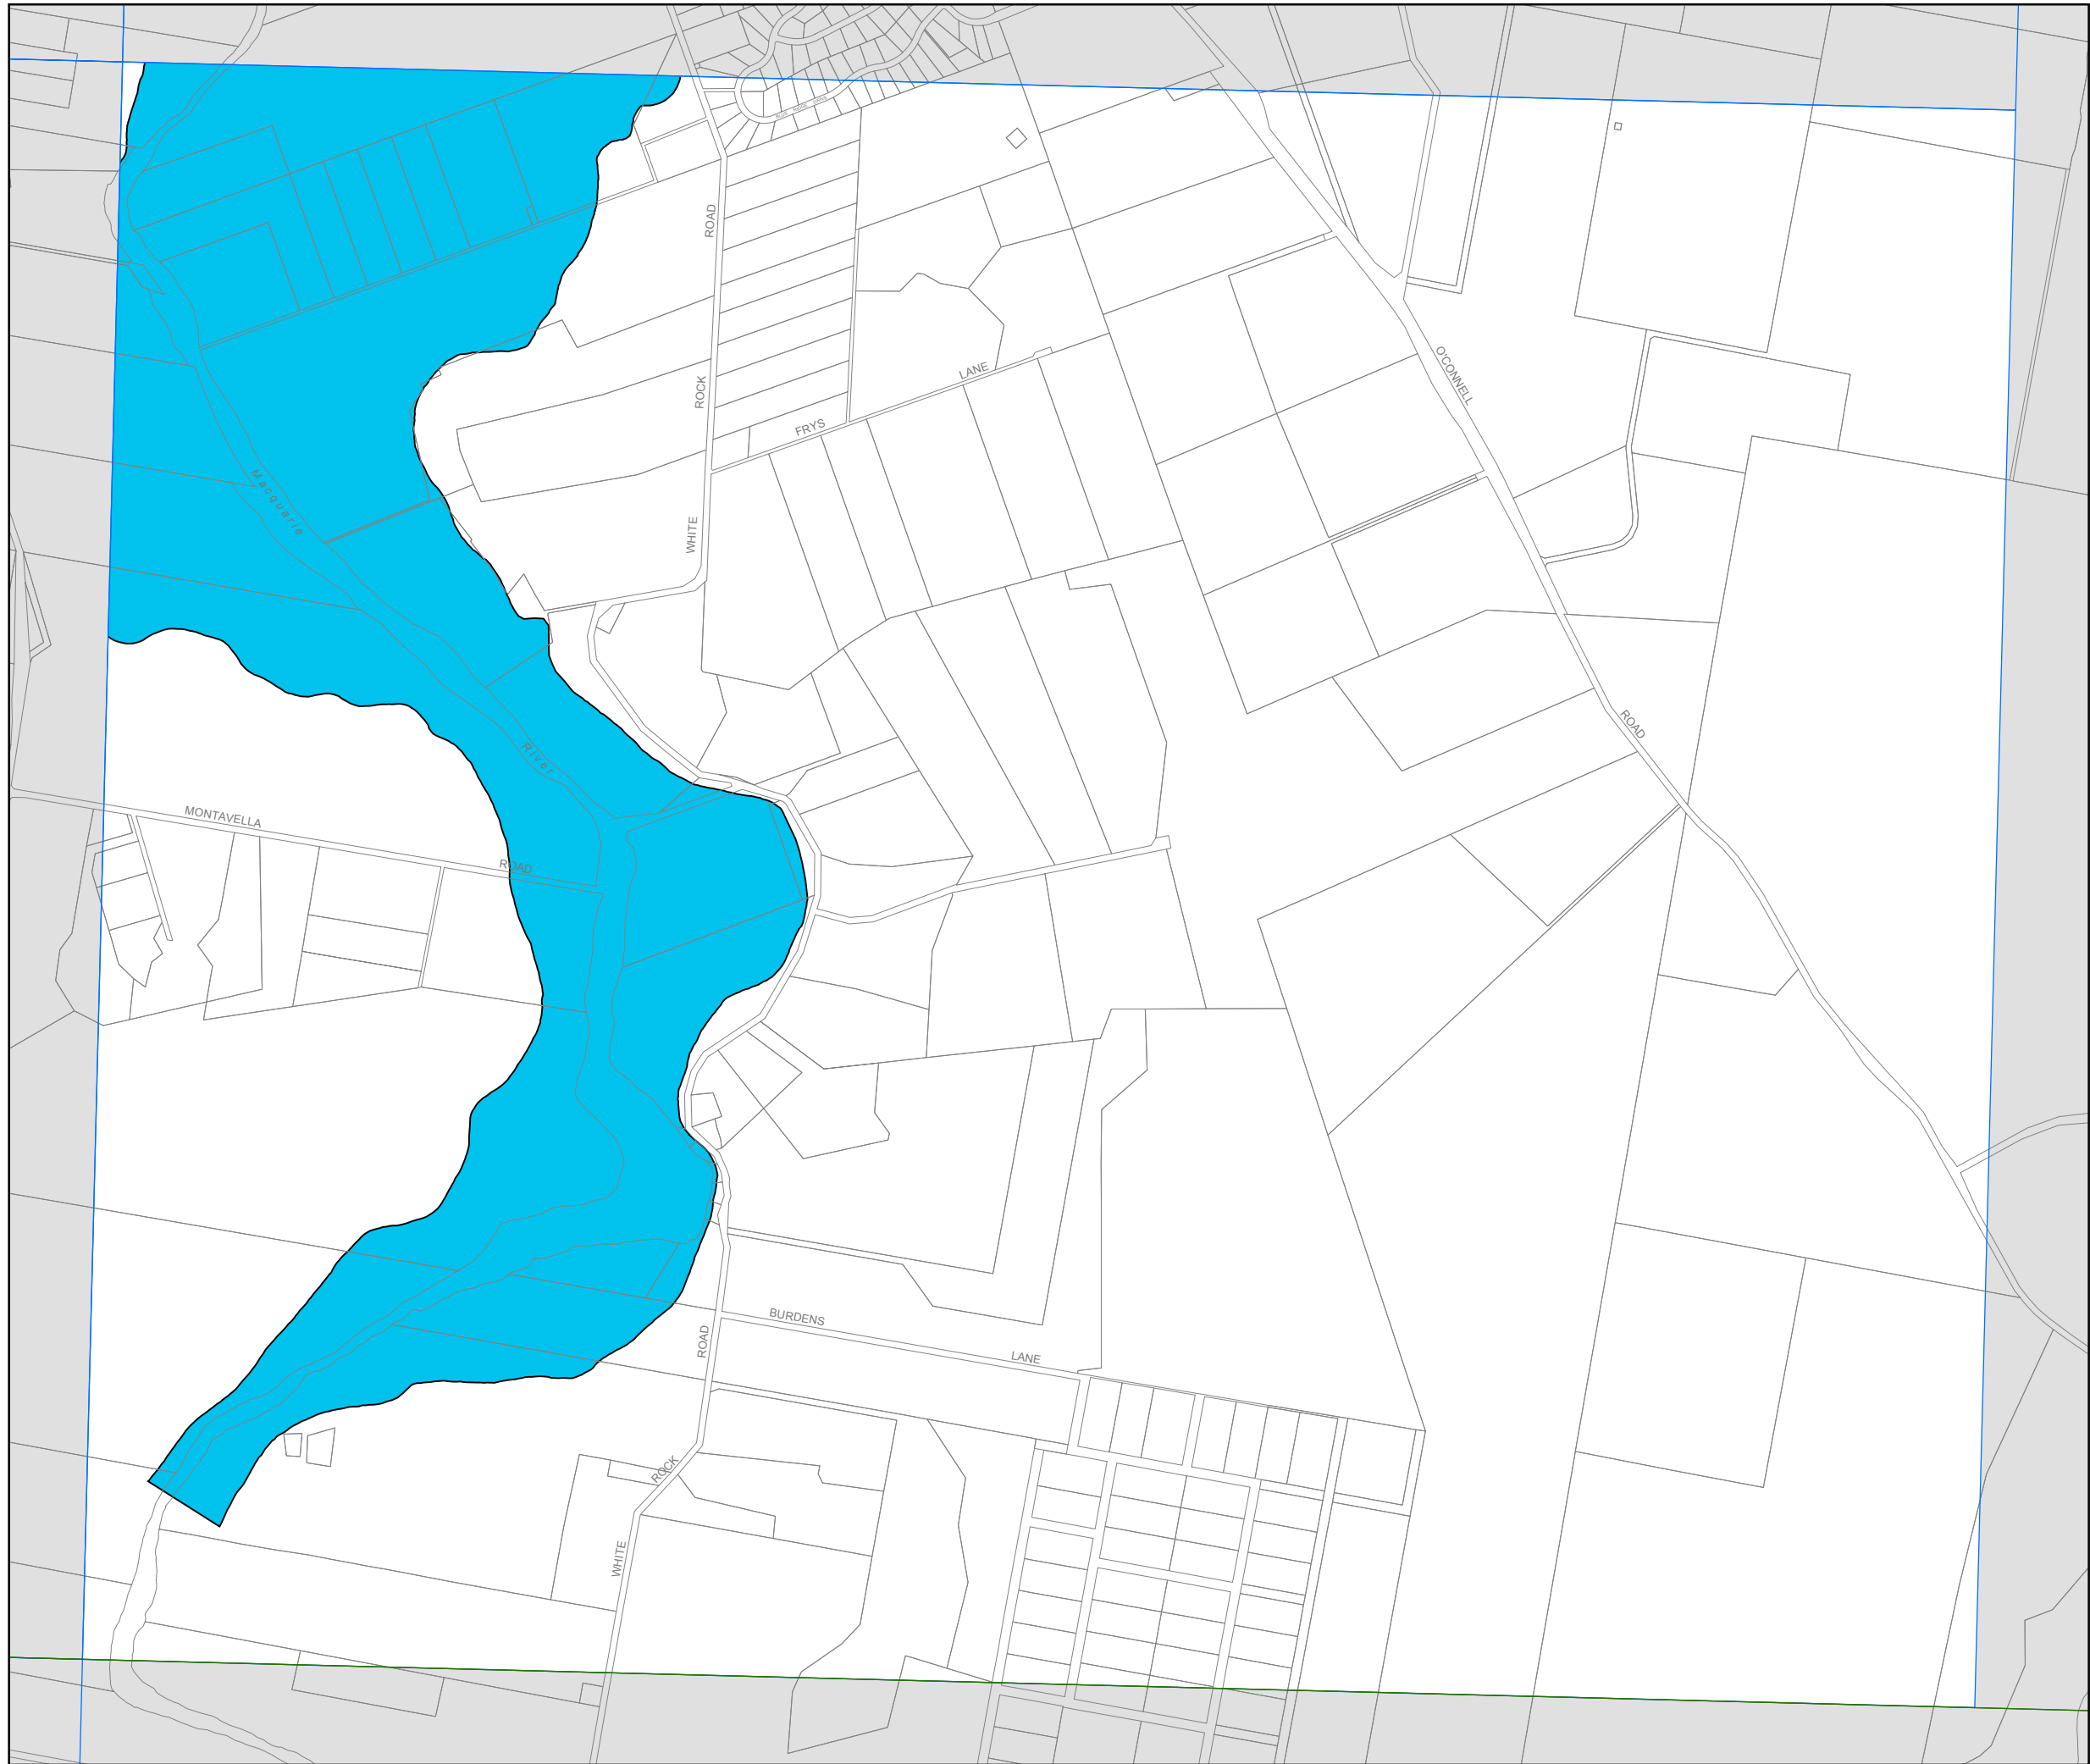 ROAD
ROCK
WHITE
LANE
FRYS
O'CONNELL
ROAD
Macquarie
River
MONTAVELLA
ROAD
BURDENS
LANE
ROAD
ROCK
WHITE